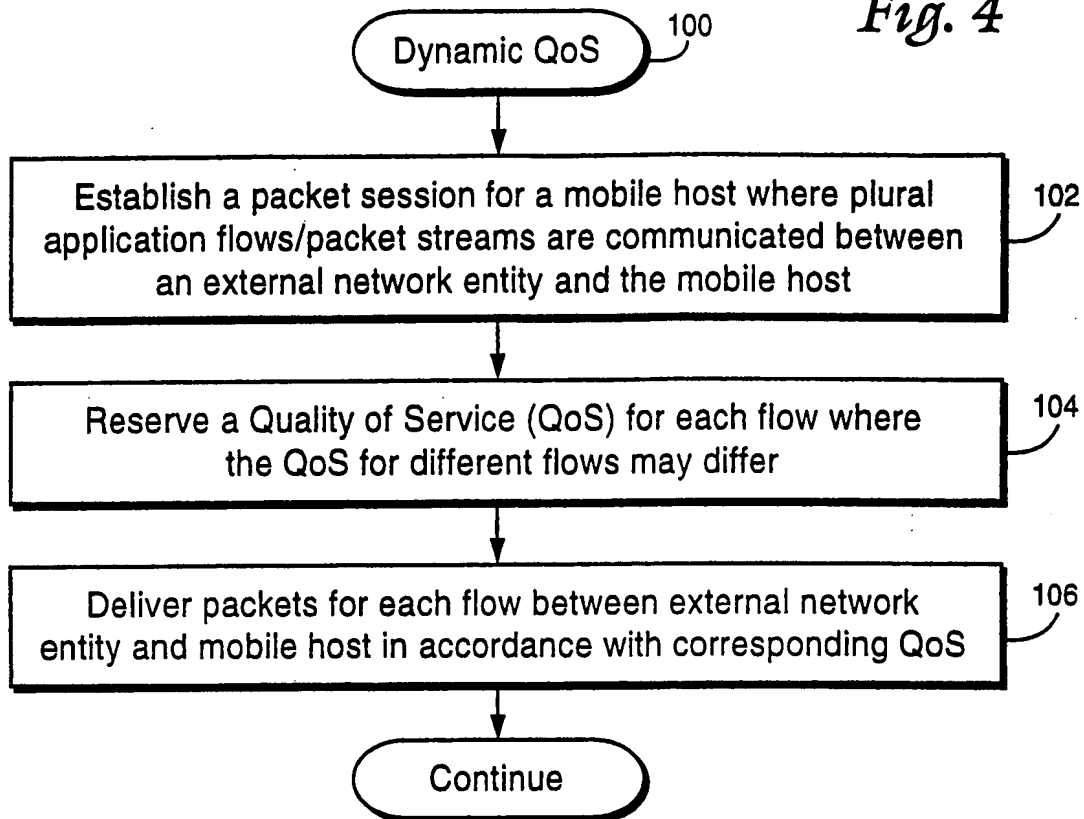 Fig. 4
Dynamic QoS
100
Establish a packet session for a mobile host where plural
application flows/packet streams are communicated between
an external network entity and the mobile host
102
Reserve a Quality of Service (QoS) for each flow where
the QoS for different flows may differ
104
Deliver packets for each flow between external network
entity and mobile host in accordance with corresponding QoS
106
Continue